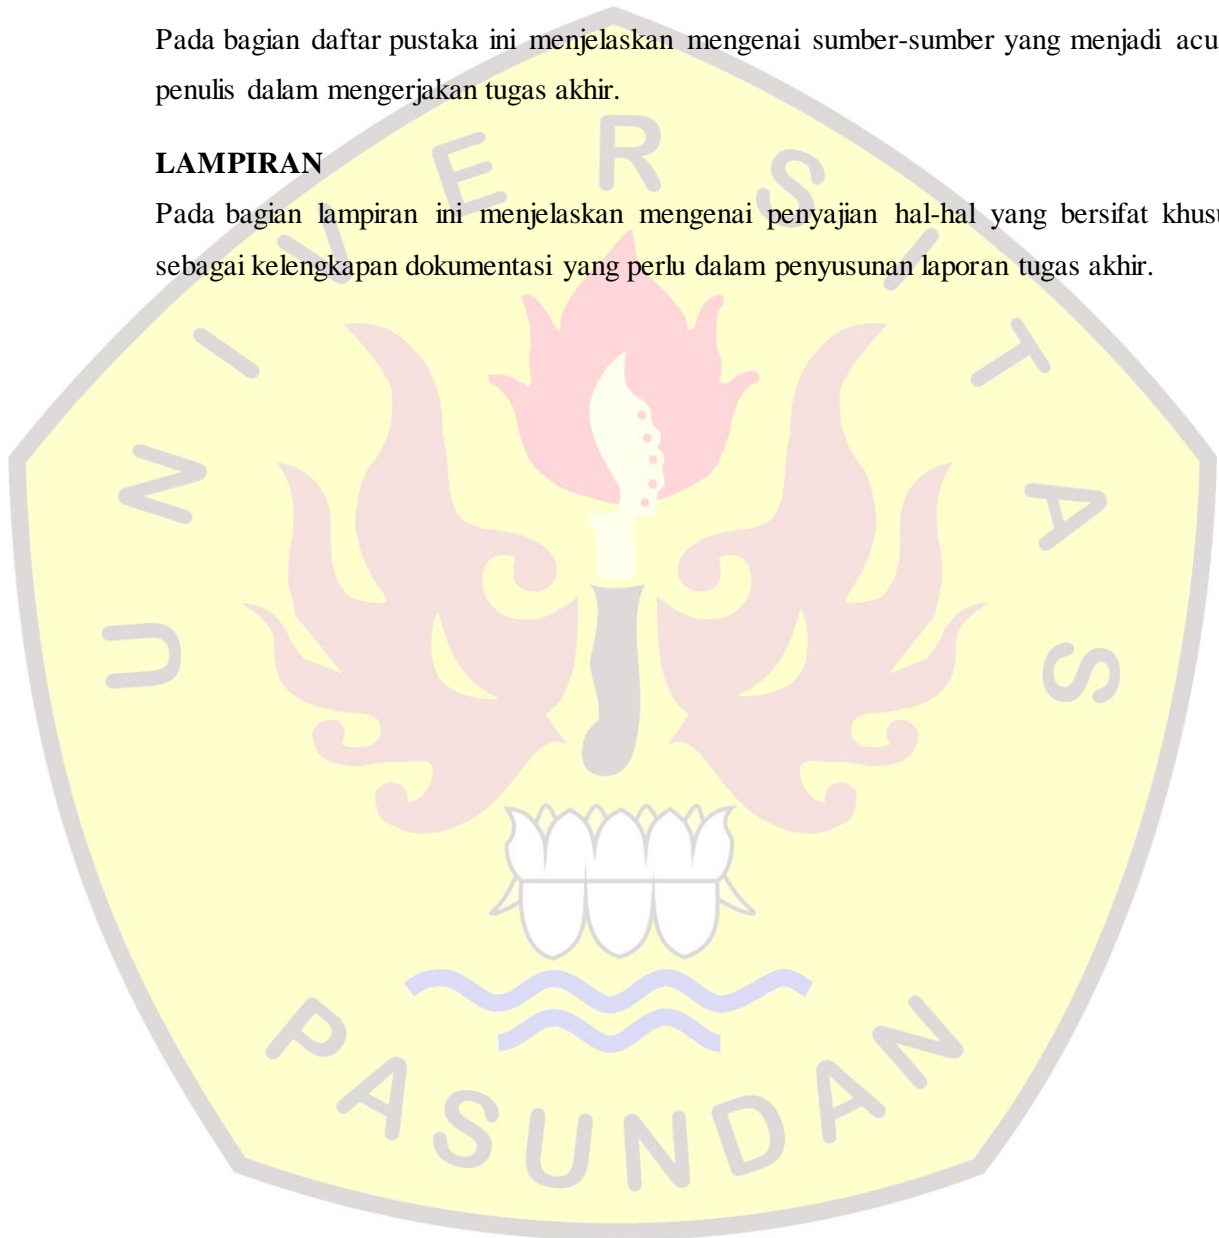 Pada bagian daftar pustaka ini menjelaskan mengenai sumber-sumber yang menjadi acu
penulis dalam mengerjakan tugas akhir.
LAMPIRAN
Pada bagian lampiran ini menjelaskan mengenai penyajian hal-hal yang bersifat khusu
sebagai kelengkapan dokumentasi yang perlu dalam penyusunan laporan tugas akhir.
UNIVERSITAS
PASUNDAN